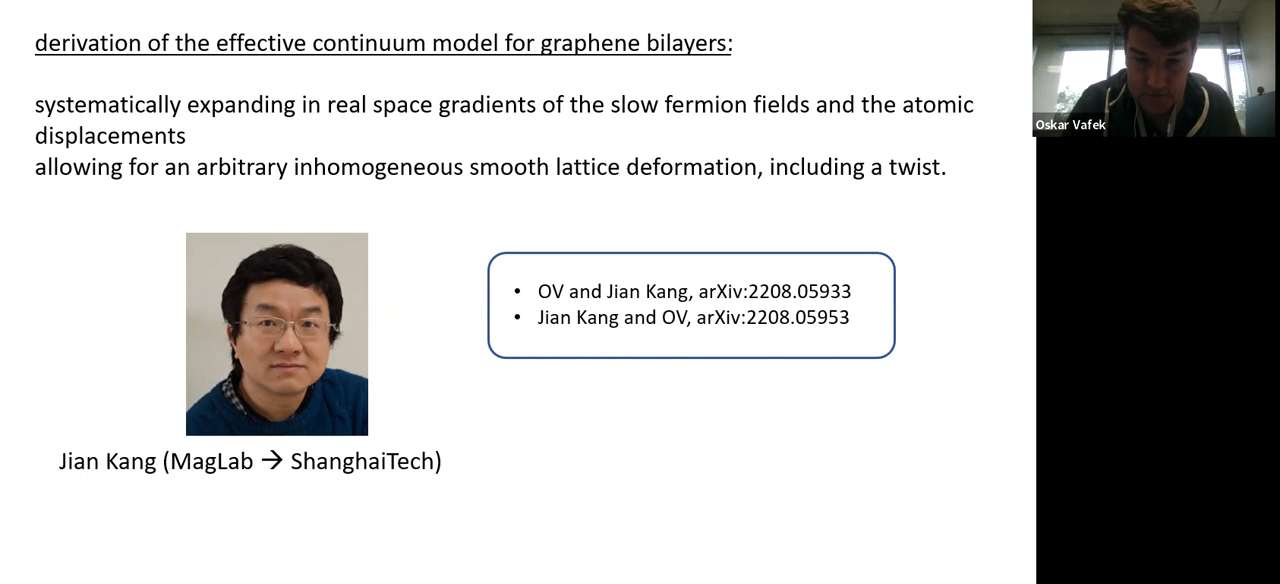 derivation of the effective continuum model for graphene bilayers:
systematically expanding in real space gradients of the slow fermion fields and the atomic
displacements
allowing for an arbitrary inhomogeneous smooth lattice deformation, including a twist.
• OV and Jian Kang, arXiv:2208.05933
• Jian Kang and OV, arXiv:2208.05953
Jian Kang (MagLab → ShanghaiTech)
Oskar Vafek